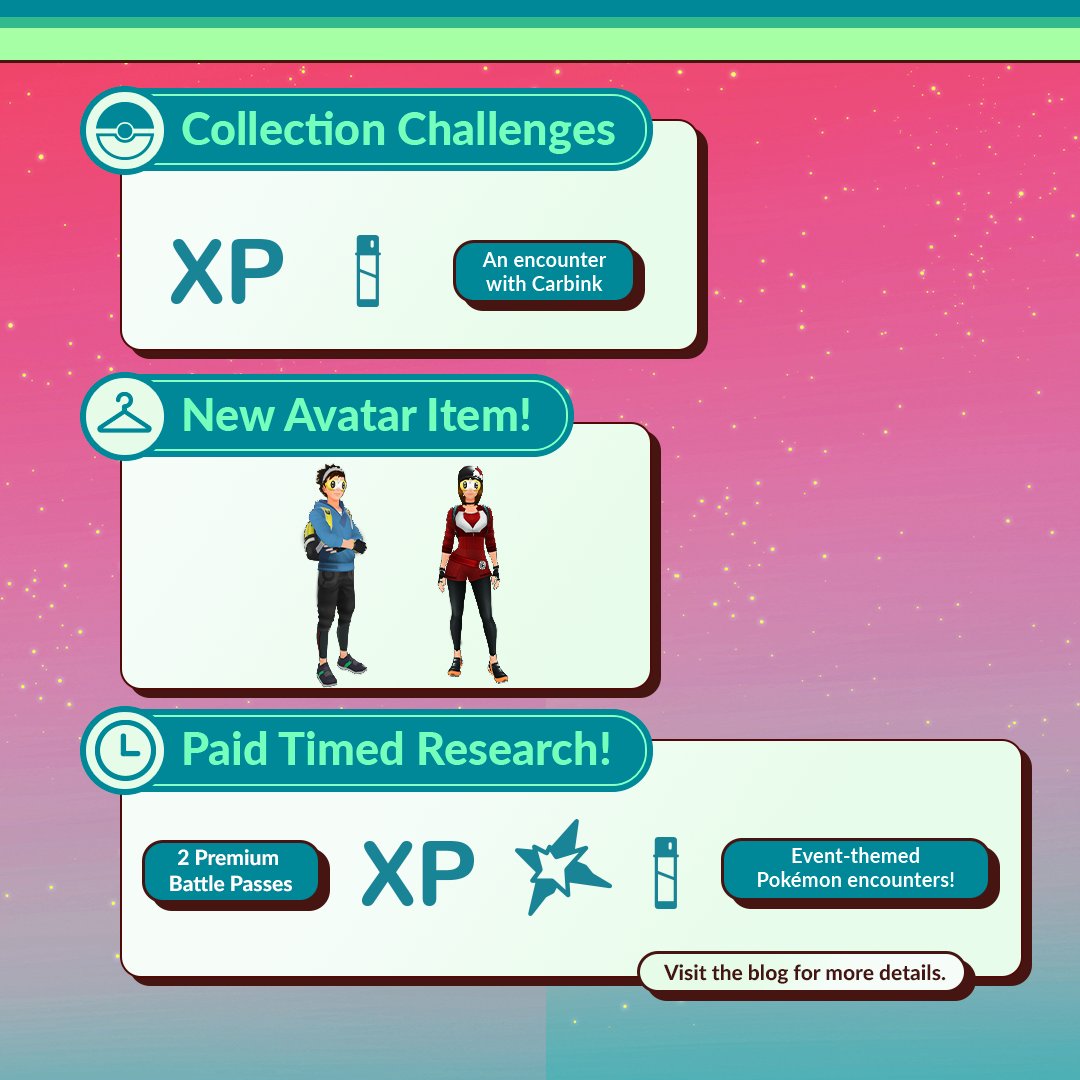 Collection Challenges
XP
An encounter
with Carbink
New Avatar Item!
Paid Timed Research!
2 Premium
Battle Passes
XP
Event-themed
Pokémon encounters!
Visit the blog for more details.